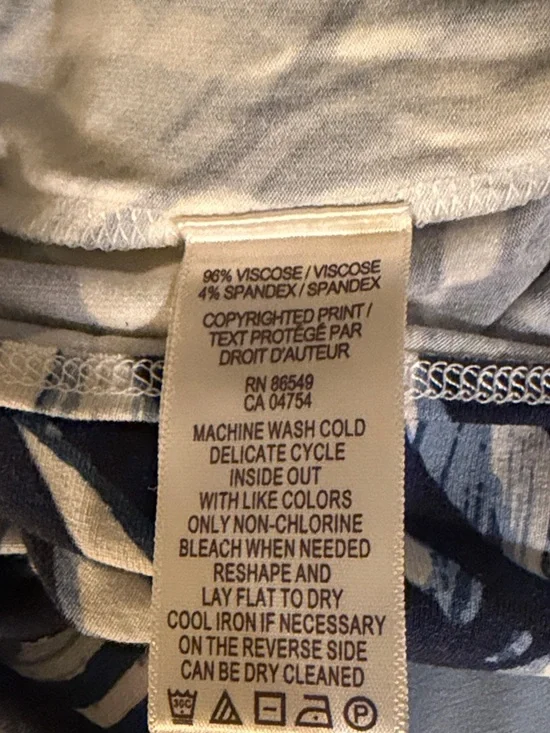 96% VISCOSE / VISCOSE
4% SPANDEX / SPANDEX
COPYRIGHTED PRINT /
TEXT PROTÉGÉ PAR
DROIT D'AUTEUR
RN 86549
CA 04754
MACHINE WASH COLD
DELICATE CYCLE
INSIDE OUT
WITH LIKE COLORS
ONLY NON-CHLORINE
BLEACH WHEN NEEDED
RESHAPE AND
LAY FLAT TO DRY
COOL IRON IF NECESSARY
ON THE REVERSE SIDE
CAN BE DRY CLEANED
30C P